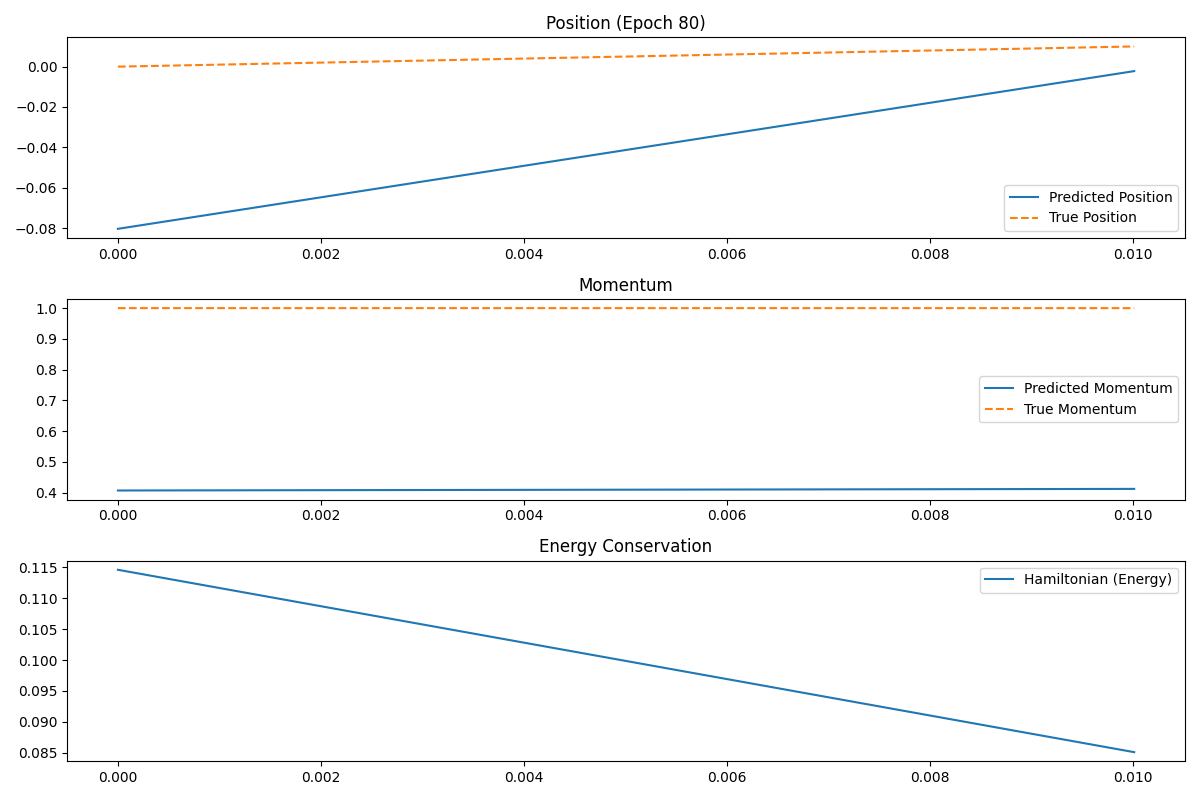 Position (Epoch 80)
0.00
−0.02
−0.04
−0.06
−0.08
Predicted Position
True Position
0.000 0.002 0.004 0.006 0.008 0.010
Momentum
1.0
0.9
0.8
0.7
0.6
0.5
0.4
Predicted Momentum
True Momentum
0.000 0.002 0.004 0.006 0.008 0.010
Energy Conservation
0.115
0.110
0.105
0.100
0.095
0.090
0.085
Hamiltonian (Energy)
0.000 0.002 0.004 0.006 0.008 0.010